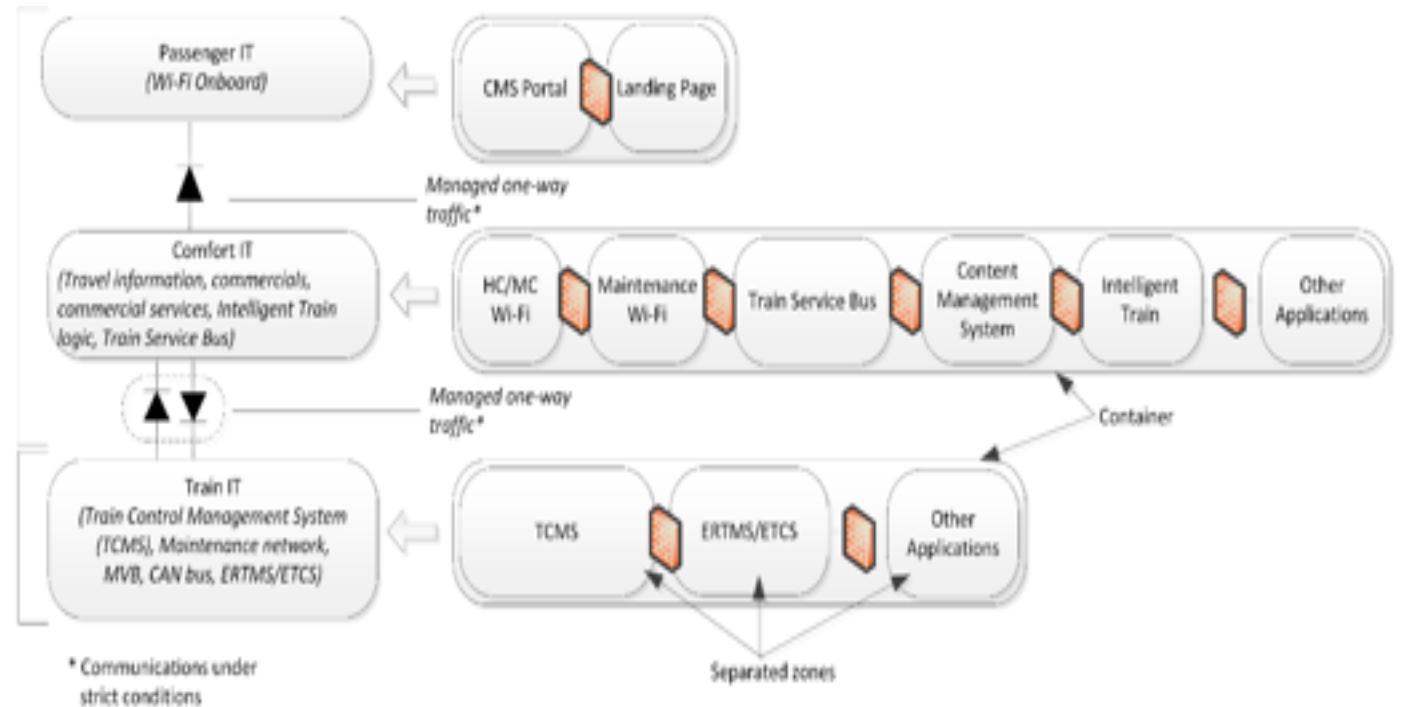 Passenger IT
(Wi-Fi Onboard)
CMS Portal
Landing Page
Managed one-way
traffic*
Comfort IT
(Travel information, commercials,
commercial services, Intelligent Train
logic, Train Service Bus)
HC/MC
Wi-Fi
Maintenance
Wi-Fi
Train Service Bus
Content
Management
System
Intelligent
Train
Other
Applications
Managed one-way
traffic*
Container
Train IT
(Train Control Management System
(TCMS), Maintenance network,
MVB, CAN bus, ERTMS/ETCS)
TCMS
ERTMS/ETCS
Other
Applications
Separated zones
* Communications under
strict conditions